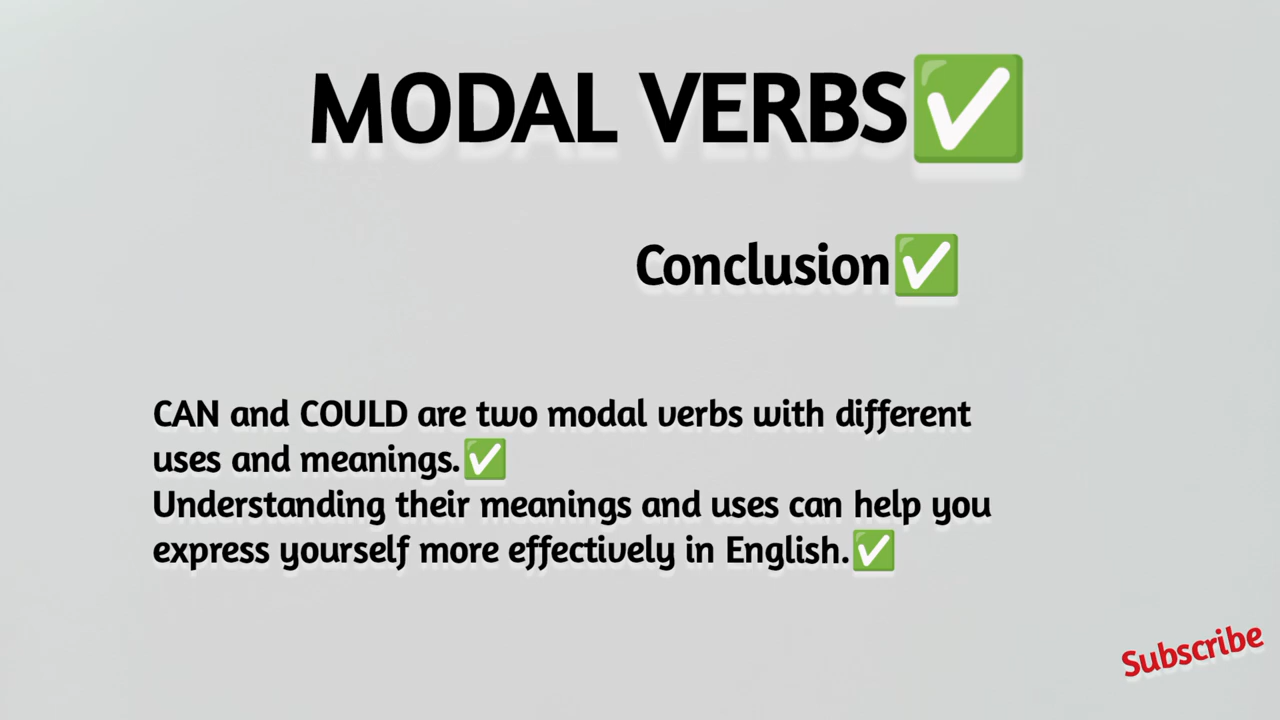 MODAL VERBS✅
Conclusion✅
CAN and COULD are two modal verbs with different
uses and meanings.✅
Understanding their meanings and uses can help you
express yourself more effectively in English.✅
Subscribe